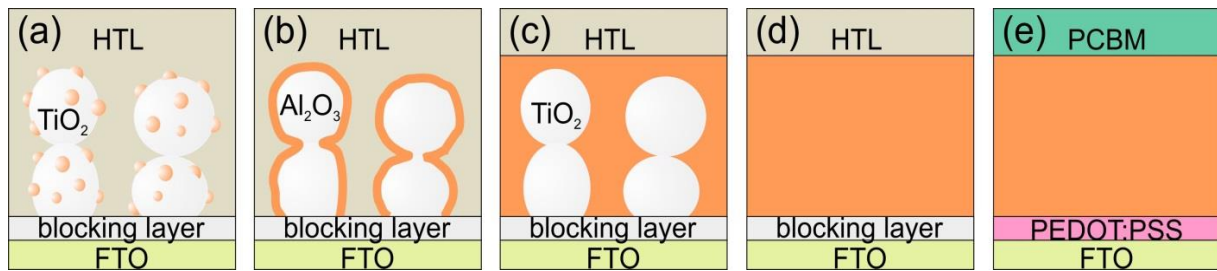 (a) HTL
TiO₂
blocking layer
FTO
(b) HTL
Al₂O₃
blocking layer
FTO
(c) HTL
TiO₂
blocking layer
FTO
(d) HTL
blocking layer
FTO
(e) PCBM
PEDOT:PSS
FTO